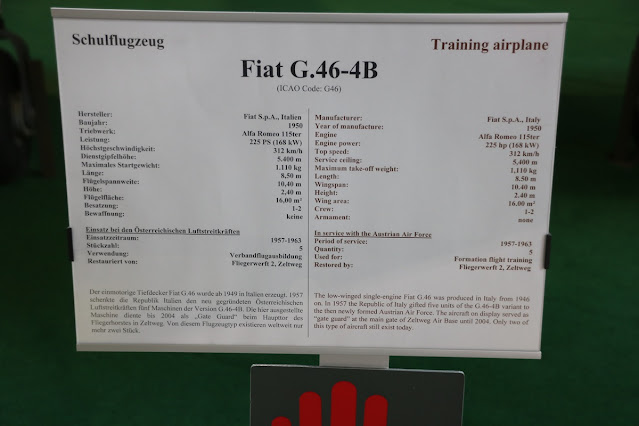 Schulflugzeug
Training airplane
Fiat G.46-4B
(ICAO Code: G46)
Hersteller: Fiat S.p.A., Italien
Baujahr: 1950
Triebwerk: Alfa Romeo 115ter
Leistung: 225 PS (168 kW)
Höchstgeschwindigkeit: 312 km/h
Dienstgipfelhöhe: 5.400 m
Maximales Startgewicht: 1.110 kg
Länge: 8,50 m
Flügelspannweite: 10,40 m
Höhe: 2,40 m
Flügelfläche: 16,00 m²
Besatzung: 1-2
Bewaffnung: keine
Einsatz bei den Österreichischen Luftstreitkräften
Einsatzzeitraum: 1957-1963
Stückzahl: 5
Verwendung: Verbandflugausbildung
Restauriert von: Fliegerwerft 2, Zeltweg
Der einmotorige Tiefdecker Fiat G.46 wurde ab 1949 in Italien erzeugt. 1957
schenkte die Republik Italien den neu gegründeten Österreichischen
Luftstreitkräften fünf Maschinen der Version G.46-4B. Die hier ausgestellte
Maschine diente bis 2004 als „Gate Guard“ beim Haupttor des
Fliegerhorstes in Zeltweg. Von diesem Flugzeugtyp existieren weltweit nur
mehr zwei Stück.
Manufacturer: Fiat S.p.A., Italy
Year of manufacture: 1950
Engine Alfa Romeo 115ter
Engine power: 225 hp (168 kW)
Top speed: 312 km/h
Service ceiling: 5,400 m
Maximum take-off weight: 1,110 kg
Length: 8,50 m
Wingspan: 10,40 m
Height: 2,40 m
Wing area: 16.00 m²
Crew: 1-2
Armament: none
In service with the Austrian Air Force
Period of service: 1957-1963
Quantity: 5
Used for: Formation flight training
Restored by: Fliegerwerft 2, Zeltweg
The low-winged single-engine Fiat G.46 was produced in Italy from 1946
on. In 1957 the Republic of Italy gifted five units of the G.46-4B variant to
the then newly formed Austrian Air Force. The aircraft on display served as
“gate guard” at the main gate of Zeltweg Air Base until 2004. Only two of
this type of aircraft still exist today.